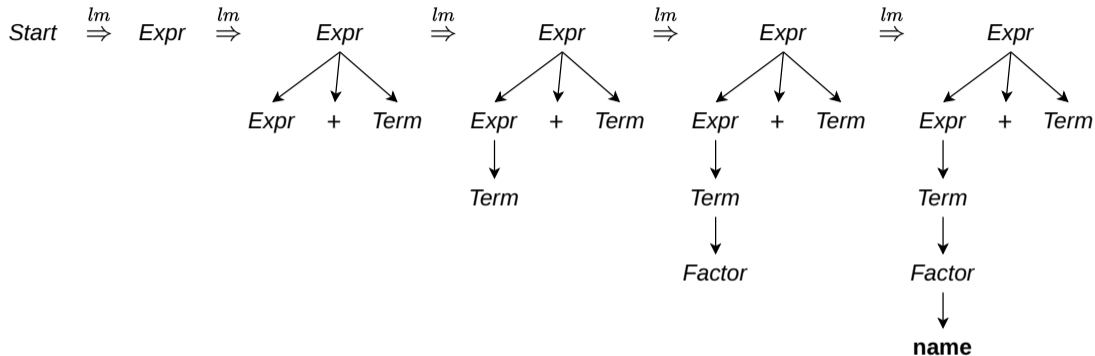 Start lm ⇒ Expr lm ⇒ Expr lm ⇒ Expr lm ⇒ Expr lm ⇒ Expr
Expr + Term Expr + Term Expr + Term Expr + Term
Term Term Term
Factor Factor
name